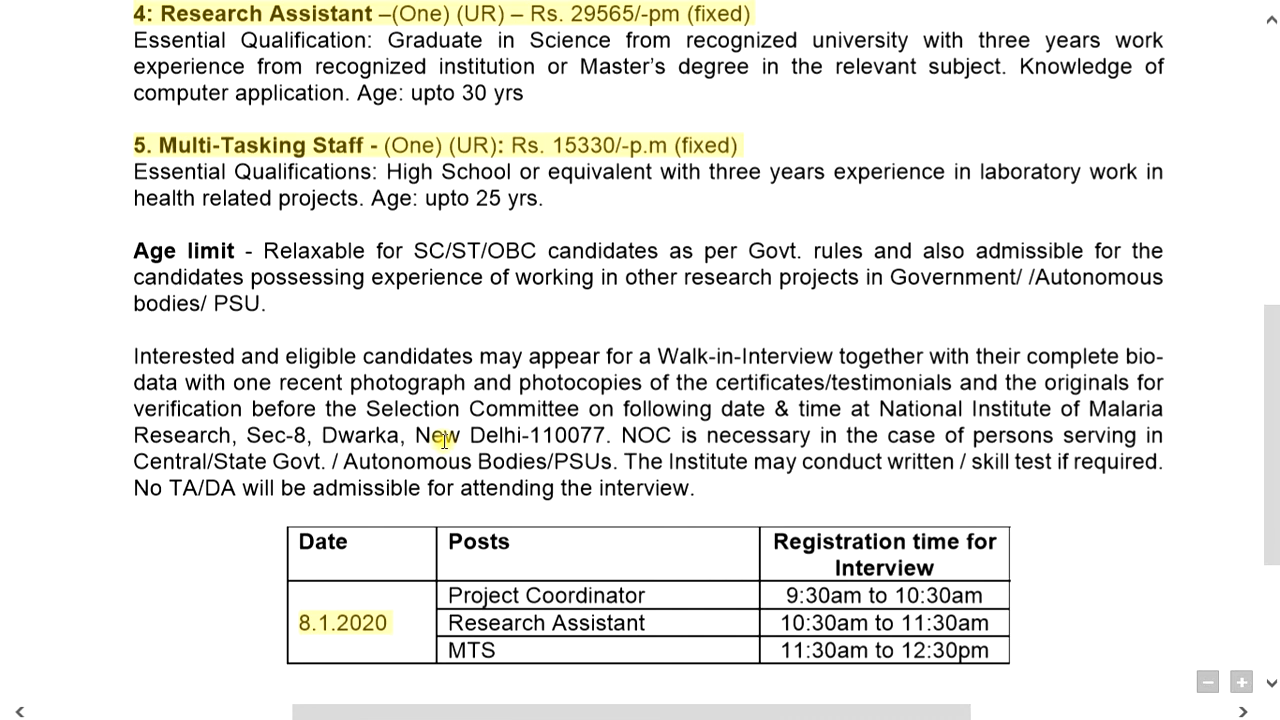 4: Research Assistant –(One) (UR) – Rs. 29565/-pm (fixed)
Essential Qualification: Graduate in Science from recognized university with three years work
experience from recognized institution or Master’s degree in the relevant subject. Knowledge of
computer application. Age: upto 30 yrs
5. Multi-Tasking Staff - (One) (UR): Rs. 15330/-p.m (fixed)
Essential Qualifications: High School or equivalent with three years experience in laboratory work in
health related projects. Age: upto 25 yrs.
Age limit - Relaxable for SC/ST/OBC candidates as per Govt. rules and also admissible for the
candidates possessing experience of working in other research projects in Government/ /Autonomous
bodies/ PSU.
Interested and eligible candidates may appear for a Walk-in-Interview together with their complete bio-
data with one recent photograph and photocopies of the certificates/testimonials and the originals for
verification before the Selection Committee on following date & time at National Institute of Malaria
Research, Sec-8, Dwarka, New Delhi-110077. NOC is necessary in the case of persons serving in
Central/State Govt. / Autonomous Bodies/PSUs. The Institute may conduct written / skill test if required.
No TA/DA will be admissible for attending the interview.
Date Posts Registration time for
Interview
8.1.2020
Project Coordinator 9:30am to 10:30am
Research Assistant 10:30am to 11:30am
MTS 11:30am to 12:30pm